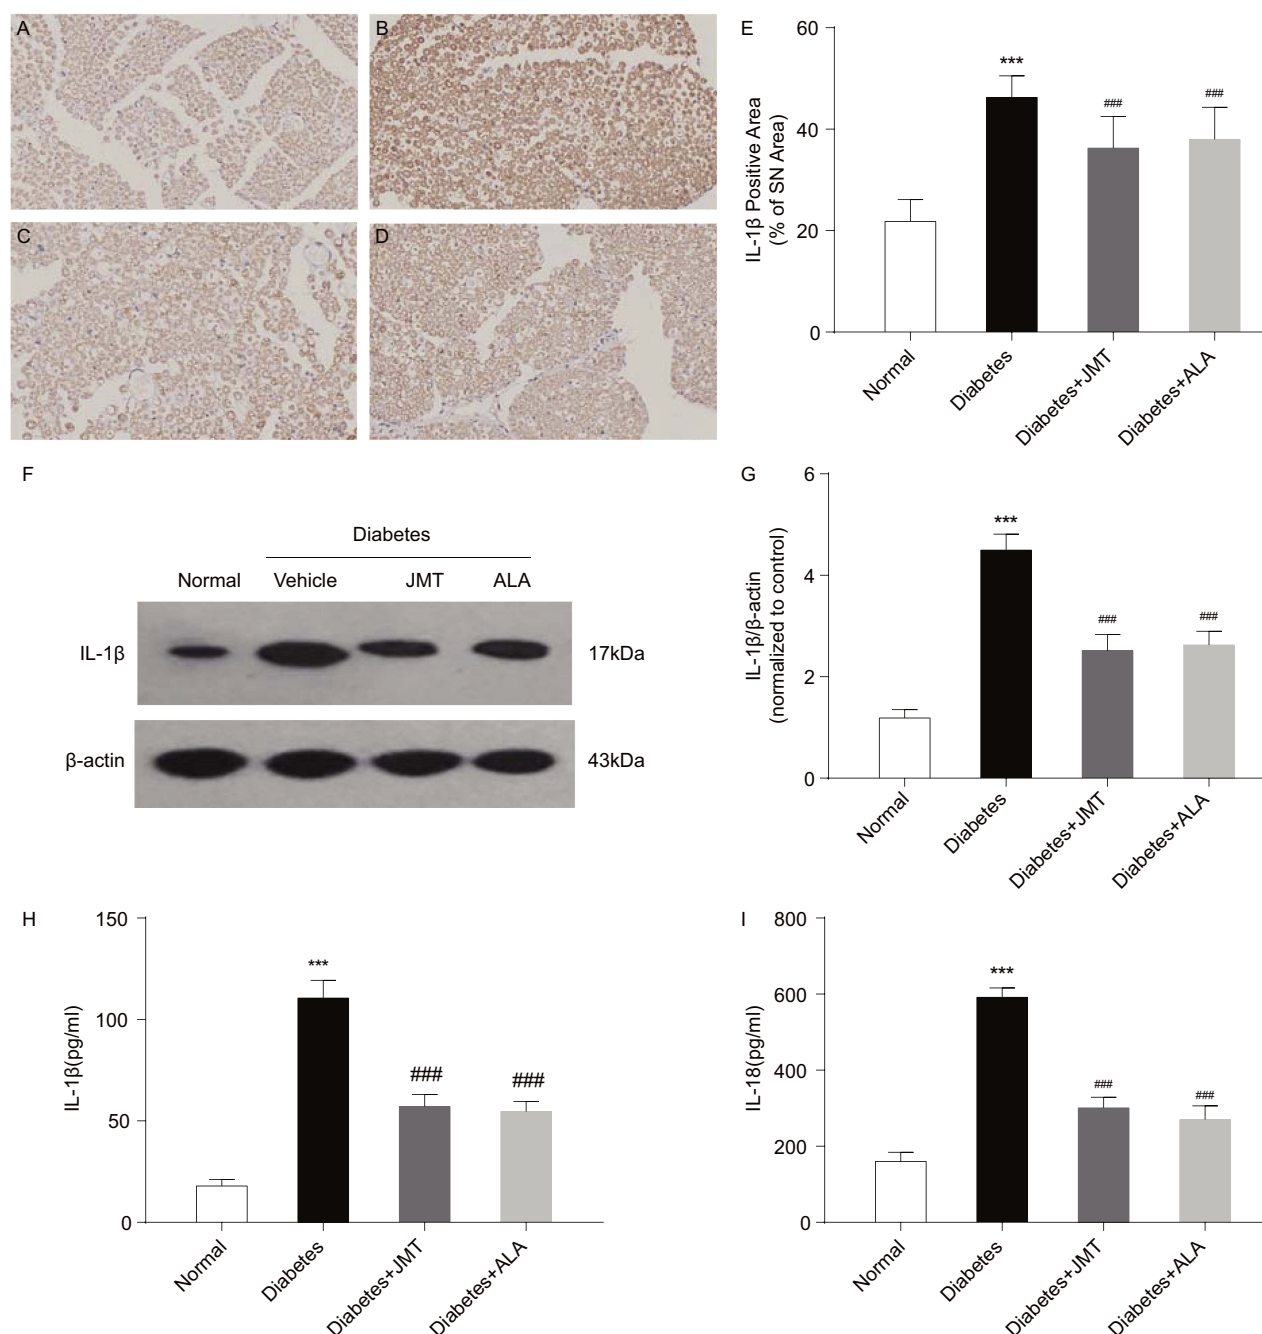 A
B
C
D
E
60
40
20
0
IL-1β Positive Area
(% of SN Area)
***
###
###
Normal
Diabetes
Diabetes+JMT
Diabetes+ALA
F
Diabetes
Normal
Vehicle
JMT
ALA
IL-1β
17kDa
β-actin
43kDa
G
6
4
2
0
IL-1β/β-actin
(normalized to control)
***
###
###
Normal
Diabetes
Diabetes+JMT
Diabetes+ALA
H
150
100
50
0
IL-1β(pg/ml)
***
###
###
Normal
Diabetes
Diabetes+JMT
Diabetes+ALA
I
800
600
400
200
0
IL-18(pg/ml)
***
###
###
Normal
Diabetes
Diabetes+JMT
Diabetes+ALA